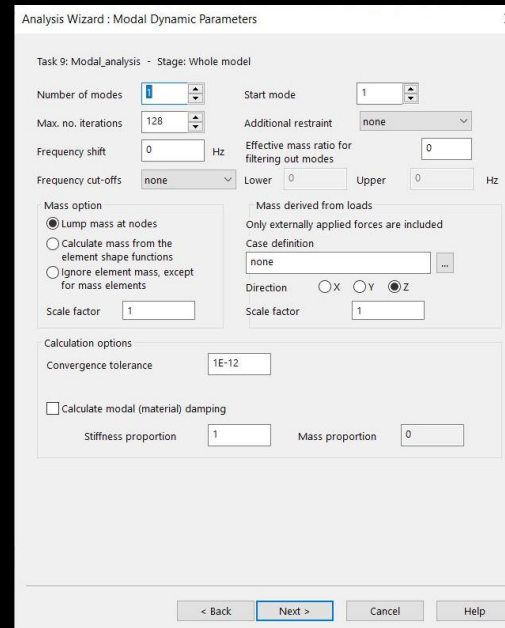 Analysis Wizard : Modal Dynamic Parameters
Task 9: Modal_analysis - Stage: Whole model
Number of modes 1 Start mode 1
Max. no. iterations 128 Additional restraint none
Frequency shift 0 Hz Effective mass ratio for filtering out modes 0
Frequency cut-offs none Lower 0 Upper 0 Hz
Mass option
Lump mass at nodes
Calculate mass from the
element shape functions
Ignore element mass, except
for mass elements
Scale factor 1
Mass derived from loads
Only externally applied forces are included
Case definition
none ...
Direction X Y Z
Scale factor 1
Calculation options
Convergence tolerance 1E-12
Calculate modal (material) damping
Stiffness proportion 1 Mass proportion 0
< Back Next > Cancel Help